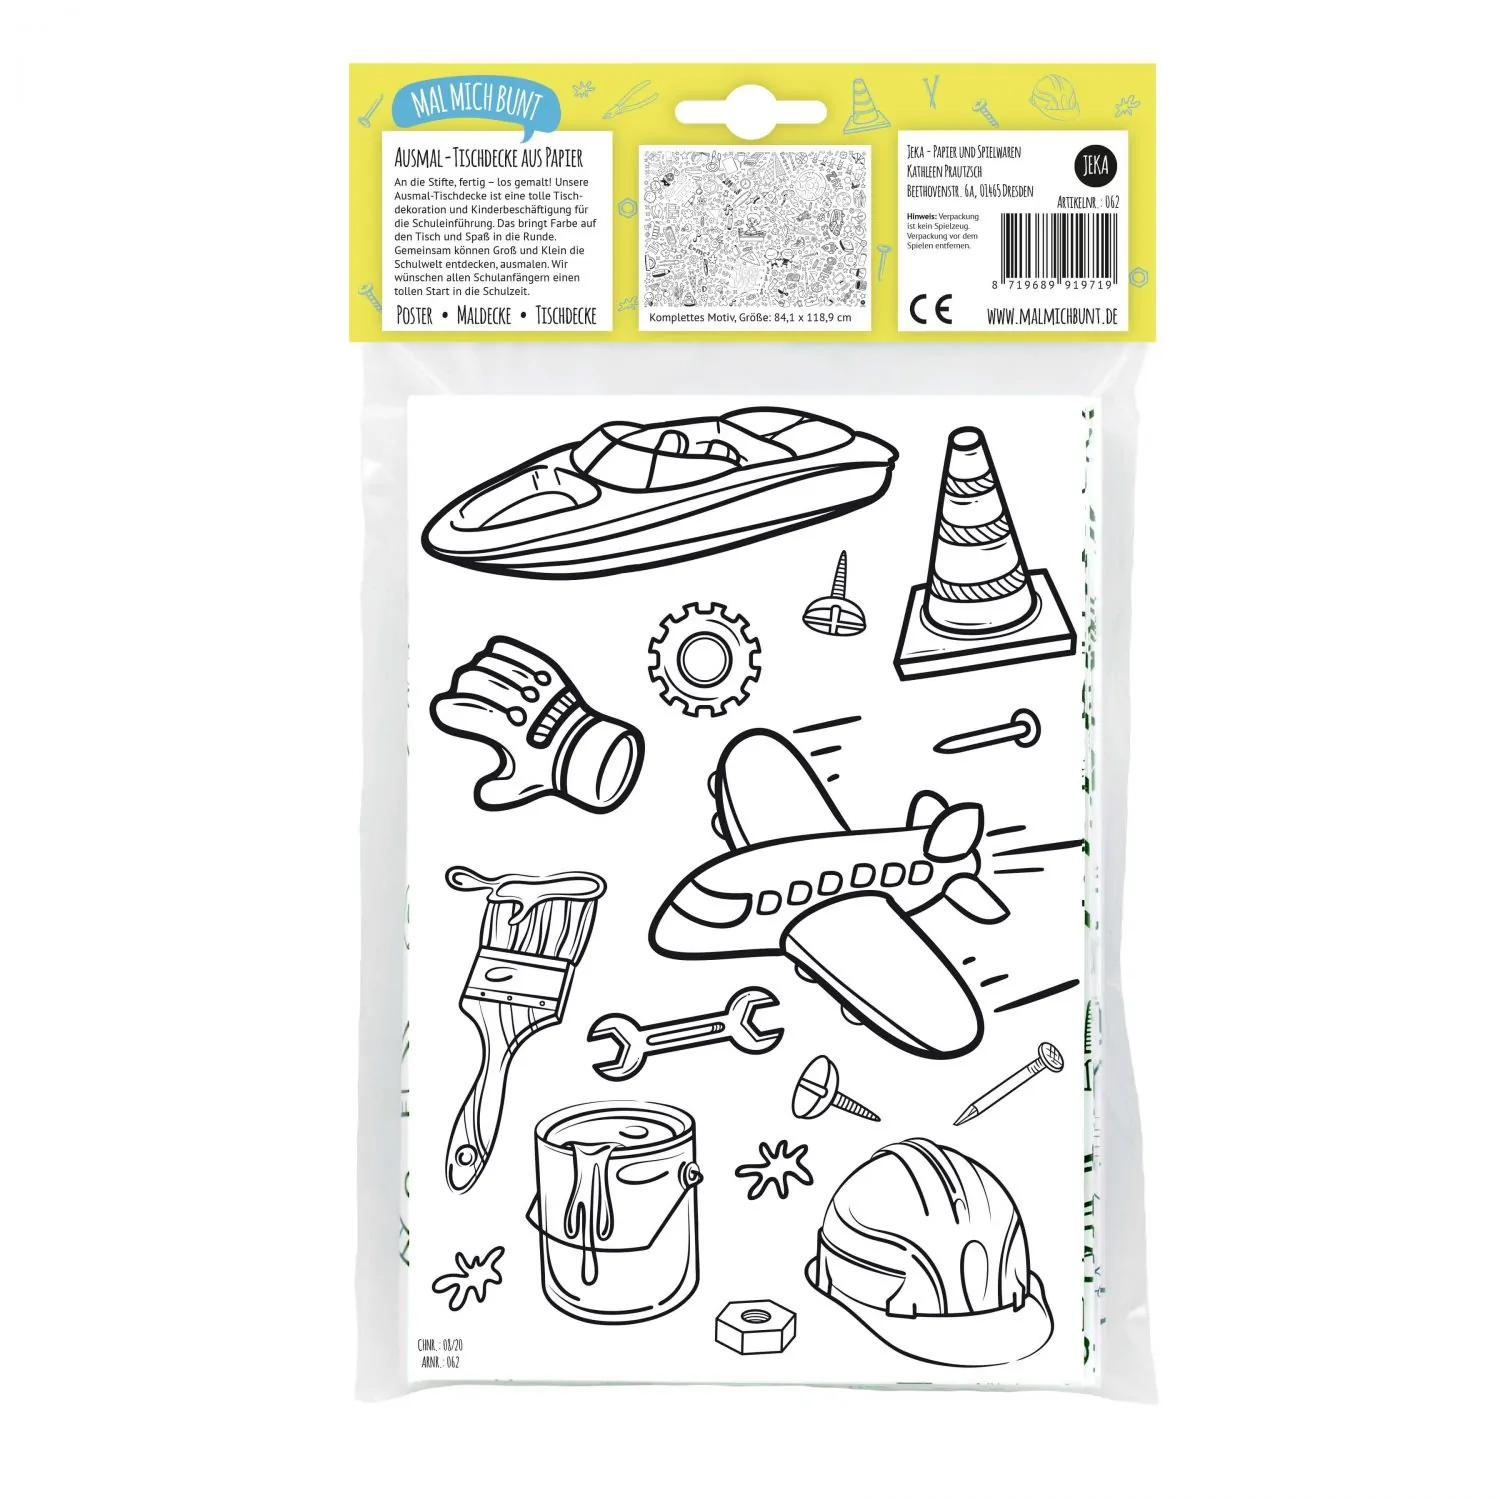 MAL MICH BUNT
AUSMAL-TISCHDECKE AUS PAPIER
An die Stifte, fertig – los gemalt! Unsere
Ausmal-Tischdecke ist eine tolle Tisch-
dekoration und Kinderbeschäftigung für
die Schuleinführung. Das bringt Farbe auf
den Tisch und Spaß in die Runde.
Gemeinsam können Groß und Klein die
Schulwelt entdecken, ausmalen. Wir
wünschen allen Schulanfängern einen
tollen Start in die Schulzeit.
POSTER • MALDECKE • TISCHDECKE
Komplettes Motiv, Größe: 84,1 x 118,9 cm
JEKA - PAPIER UND SPIELWAREN
KATHLEEN PRAUTZSCH
BEETHOVENSTR. 6A, 01465 DRESDEN
JEKA
ARTIKELNR.: 062
Hinweis: Verpackung
ist kein Spielzeug.
Verpackung vor dem
Spielen entfernen.
8 719689 919719
CE
WWW.MALMICHBUNT.DE
CHNR.: 08/20
ARNR.: 062